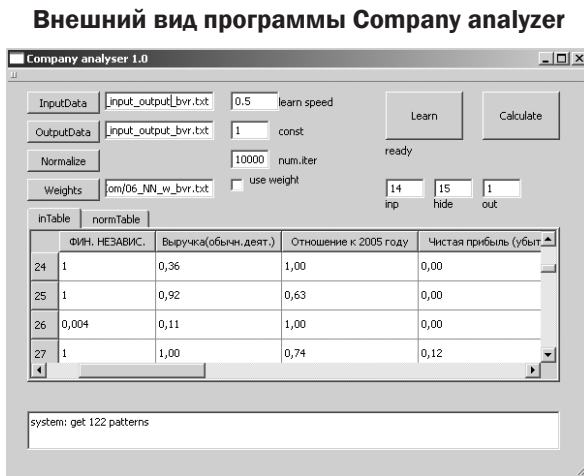 Внешний вид программы Company analyzer
Company analyser 1.0
InputData _input_output_bvr.txt 0.5 learn speed Learn Calculate
OutputData _input_output_bvr.txt 1 const
Normalize 10000 num.iter ready
Weights om/06_NN_w_bvr.txt use weight 14 15 1
inp hide out
inTable normTable
ФИН. НЕЗАВИС. Выручка(обычн.деят.) Отношение к 2005 году Чистая прибыль (убыт
24 1 0,36 1,00 0,00
25 1 0,92 0,63 0,00
26 0,004 0,11 1,00 0,00
27 1 1,00 0,74 0,12
system: get 122 patterns